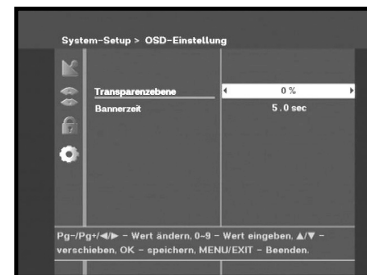 System-Setup > OSD-Einstellung
Transparenzebene ◂ 0 % ▸
Bannerzeit 5.0 sec
Pg-/Pg+/◀/▶ - Wert ändern, 0-9 - Wert eingeben, ▲/▼ -
verschieben, OK - speichern, MENU/EXIT - Beenden.